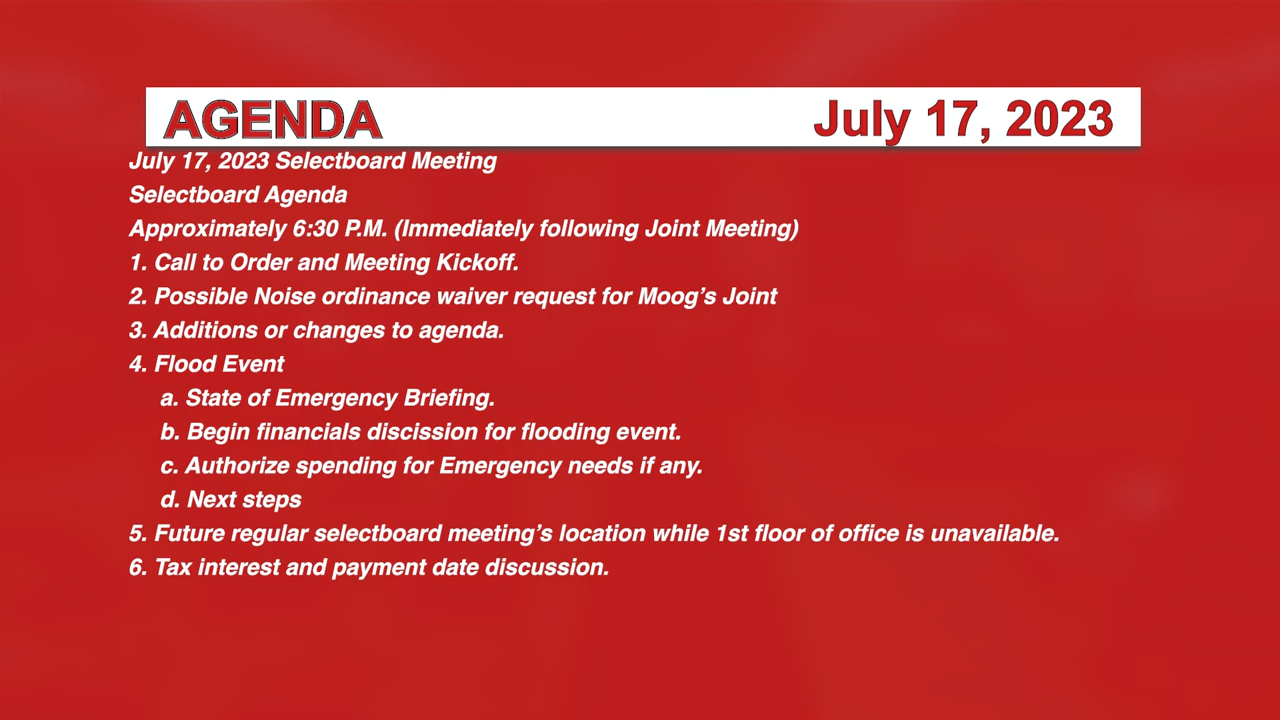 AGENDA July 17, 2023
July 17, 2023 Selectboard Meeting
Selectboard Agenda
Approximately 6:30 P.M. (Immediately following Joint Meeting)
1. Call to Order and Meeting Kickoff.
2. Possible Noise ordinance waiver request for Moog’s Joint
3. Additions or changes to agenda.
4. Flood Event
a. State of Emergency Briefing.
b. Begin financials discission for flooding event.
c. Authorize spending for Emergency needs if any.
d. Next steps
5. Future regular selectboard meeting’s location while 1st floor of office is unavailable.
6. Tax interest and payment date discussion.